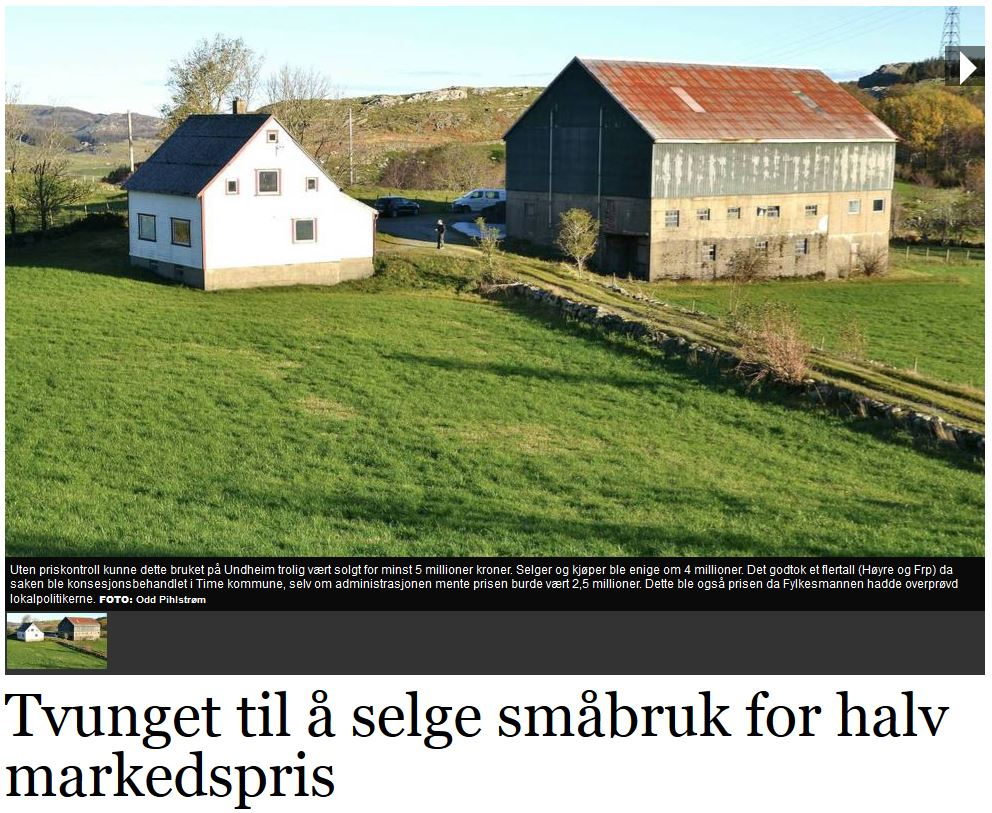 Uten priskontroll kunne dette bruket på Undheim trolig vært solgt for minst 5 millioner kroner. Selger og kjøper ble enige om 4 millioner. Det godtok et flertall (Høyre og Frp) da
saken ble konsesjonsbehandlet i Time kommune, selv om administrasjonen mente prisen burde vært 2,5 millioner. Dette ble også prisen da Fylkesmannen hadde overprøvd
lokalpolitikerne. FOTO: Odd Pihlstrøm
Tvunget til å selge småbruk for halv
markedspris